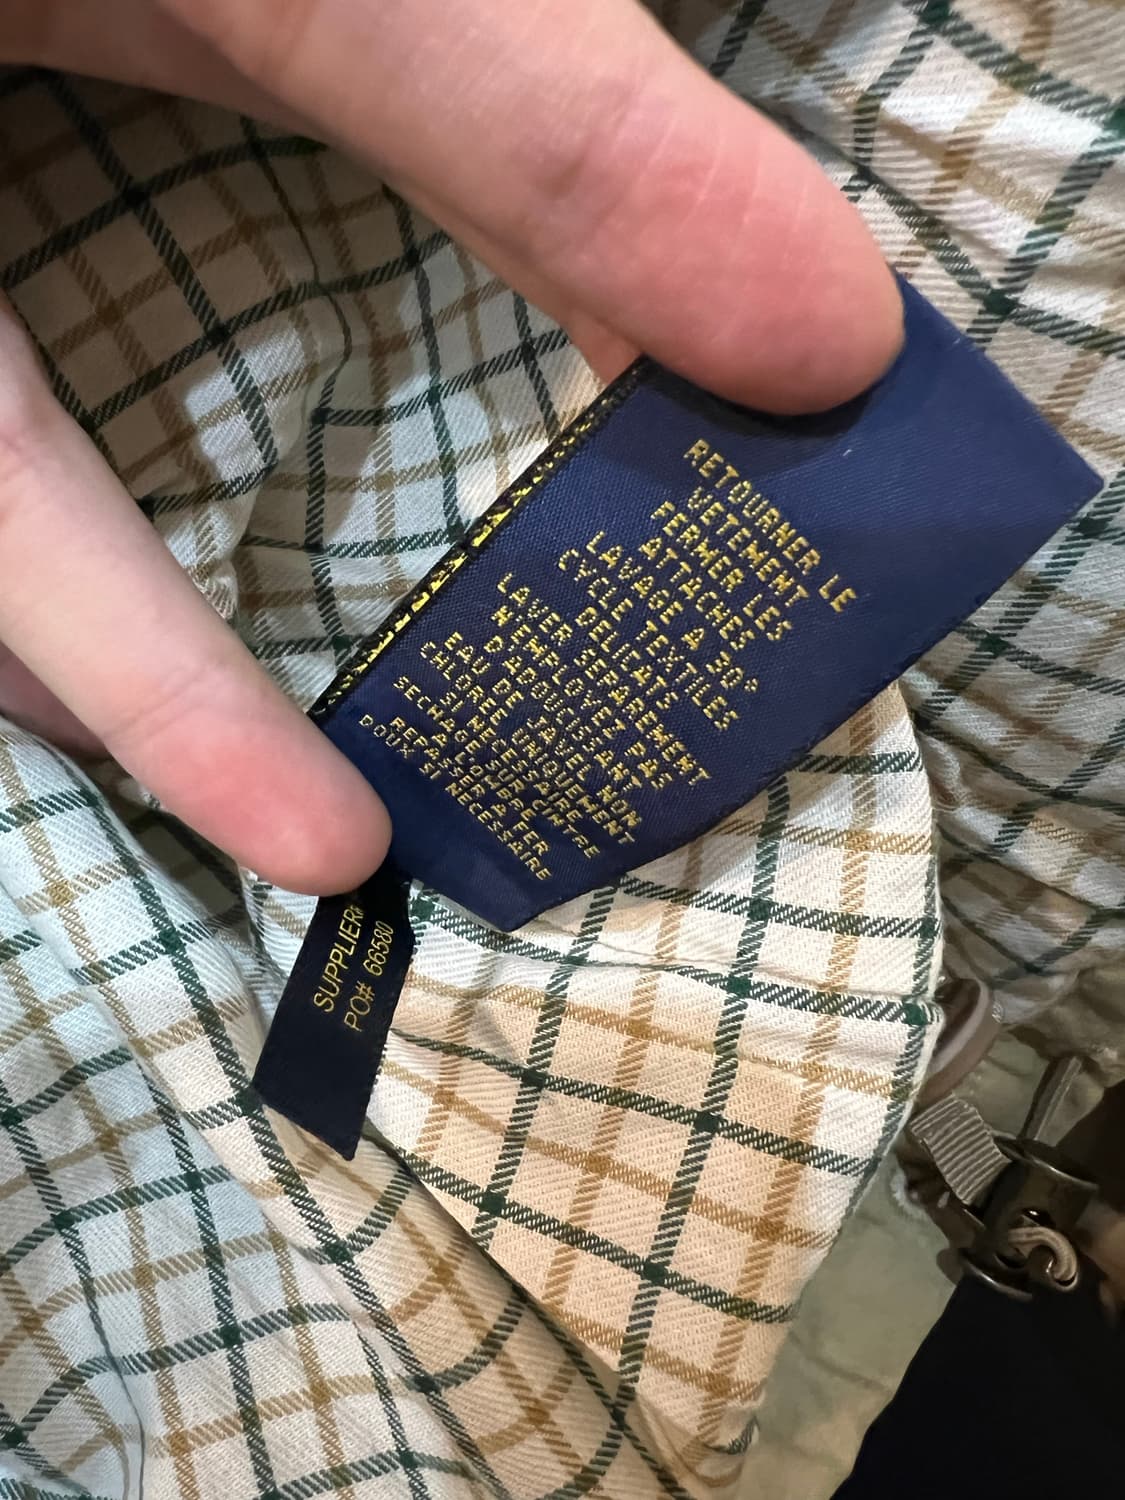 RETOURNER LE
VETEMENT
FERMER LES
ATTACHES
LAVAGE A 30°
CYCLE TEXTILES
DELICATS
LAVER SEPAREMENT
N'EMPLOYEZ PAS
D'ADOUCISSANT
EAU DE JAVEL NON
CHLOREE UNIQUEMENT
SI NECESSAIRE
SECHAGE SUR CINTRE
A L'OMBRE
REPASSER A FER
DOUX SI NECESSAIRE
SUPPLIER#
PO# 66580